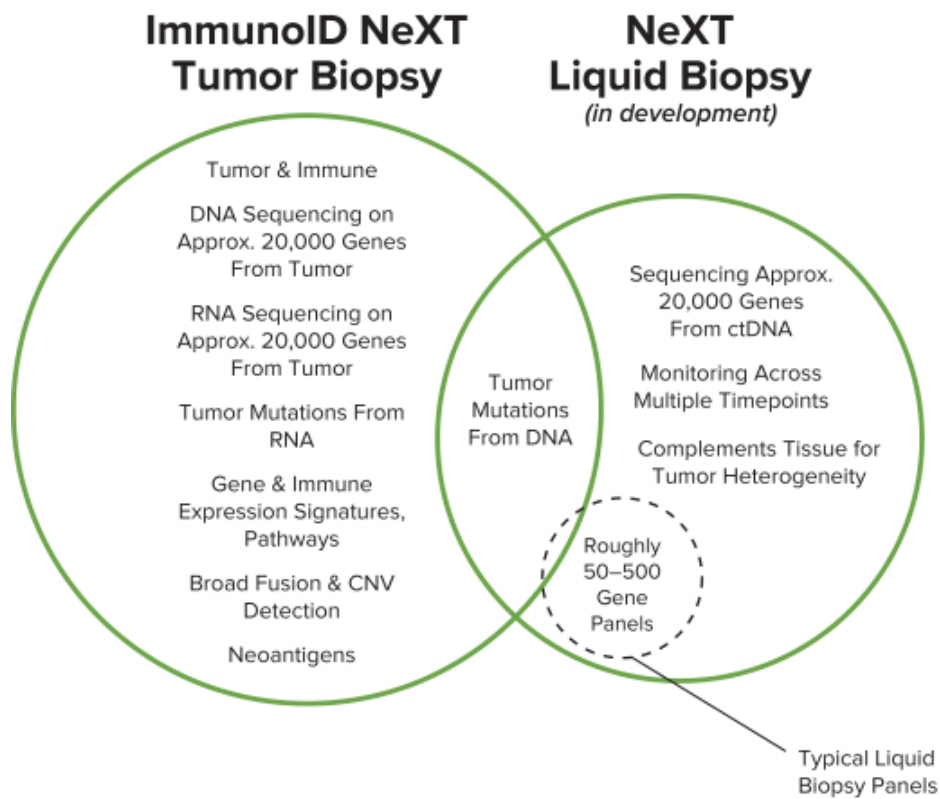 ImmunoID NeXT
Tumor Biopsy
NeXT
Liquid Biopsy
(in development)
Tumor & Immune
DNA Sequencing on
Approx. 20,000 Genes
From Tumor
RNA Sequencing on
Approx. 20,000 Genes
From Tumor
Tumor Mutations From
RNA
Gene & Immune
Expression Signatures,
Pathways
Broad Fusion & CNV
Detection
Neoantigens
Tumor
Mutations
From DNA
Sequencing Approx.
20,000 Genes
From ctDNA
Monitoring Across
Multiple Timepoints
Complements Tissue for
Tumor Heterogeneity
Roughly
50–500
Gene
Panels
Typical Liquid
Biopsy Panels